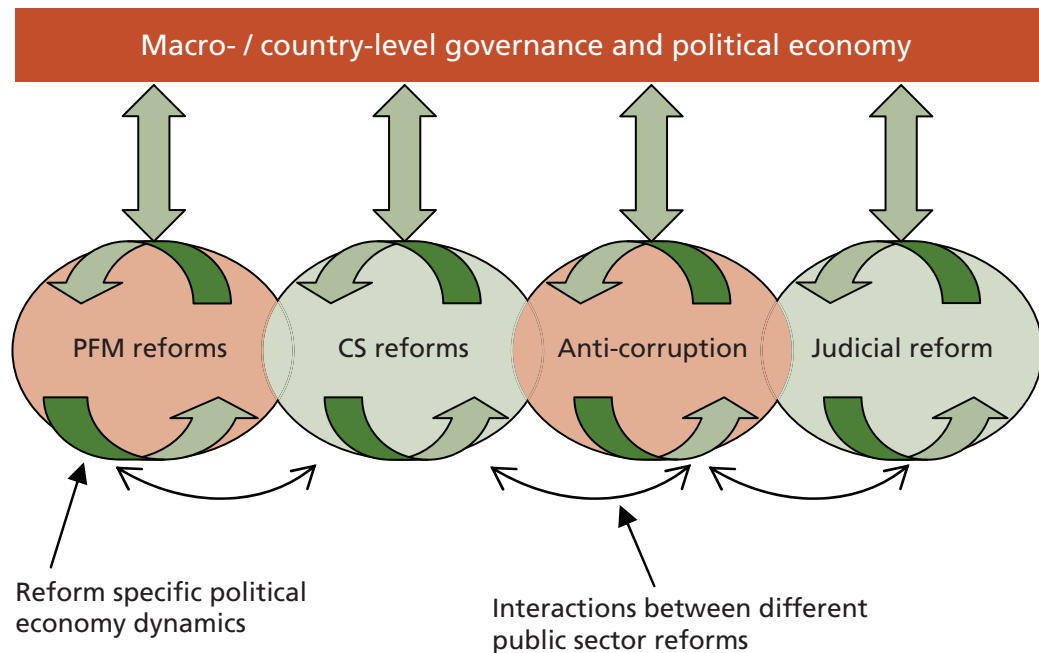 Macro- / country-level governance and political economy
PFM reforms
CS reforms
Anti-corruption
Judicial reform
Reform specific political
economy dynamics
Interactions between different
public sector reforms